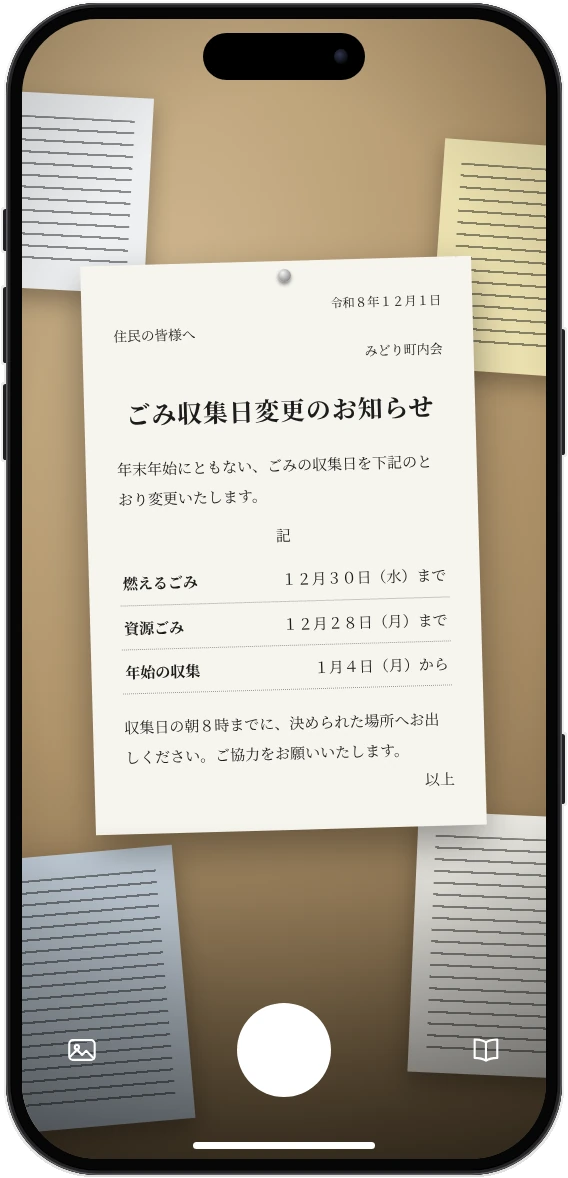 令和８年１２月１日
住民の皆様へ
みどり町内会
ごみ収集日変更のお知らせ
年末年始にともない、ごみの収集日を下記のと
おり変更いたします。
記
燃えるごみ １２月３０日（水）まで
資源ごみ １２月２８日（月）まで
年始の収集 １月４日（月）から
収集日の朝８時までに、決められた場所へお出
しください。ご協力をお願いいたします。
以上